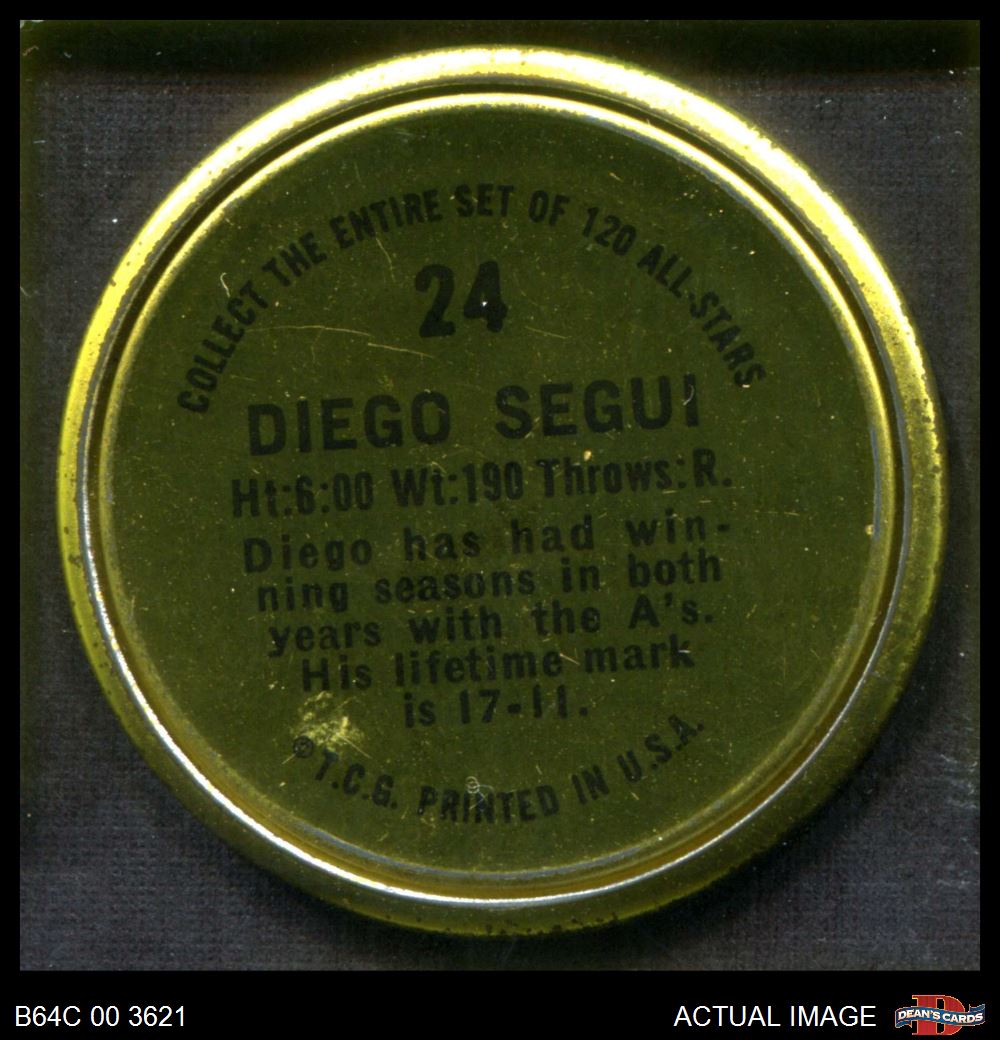 COLLECT THE ENTIRE SET OF 120 ALL-STARS
24
DIEGO SEGUI
Ht:6:00 Wt:190 Throws: R.
Diego has had win-
ning seasons in both
years with the A's.
His lifetime mark
is 17-11.
© T.C.G. PRINTED IN U.S.A.
B64C 00 3621
ACTUAL IMAGE
D
DEAN'S CARDS